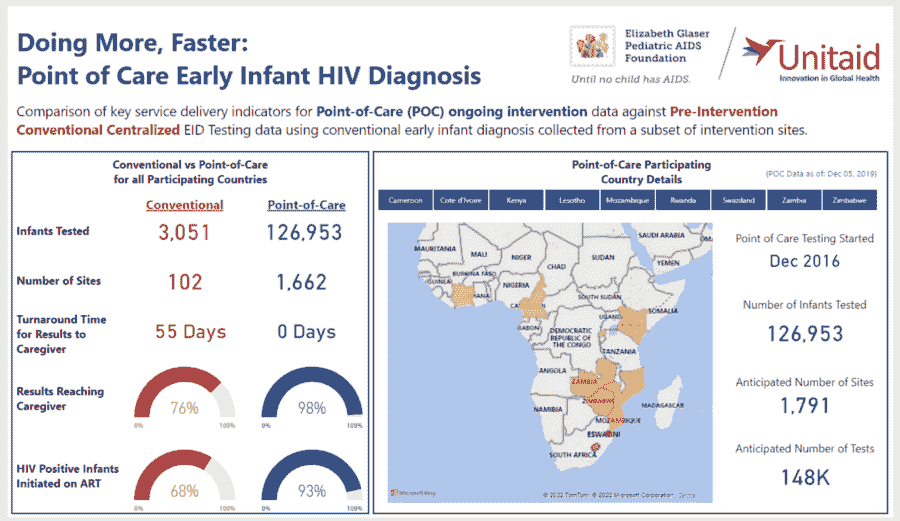 Doing More, Faster:
Point of Care Early Infant HIV Diagnosis
Elizabeth Glaser
Pediatric AIDS
Foundation
Until no child has AIDS.
Unitaid
Innovation in Global Health
Comparison of key service delivery indicators for Point-of-Care (POC) ongoing intervention data against Pre-Intervention
Conventional Centralized EID Testing data using conventional early infant diagnosis collected from a subset of intervention sites.
Conventional vs Point-of-Care
for all Participating Countries
Conventional Point-of-Care
Infants Tested 3,051 126,953
Number of Sites 102 1,662
Turnaround Time
for Results to
Caregiver
55 Days 0 Days
Results Reaching
Caregiver
76% 98%
0% 100% 0% 100%
HIV Positive Infants
Initiated on ART
68% 93%
0% 100% 0% 100%
Point-of-Care Participating
Country Details
(POC Data as of: Dec 05, 2019)
Cameroon Cote d'Ivoire Kenya Lesotho Mozambique Rwanda Swaziland Zambia Zimbabwe
MAURITANIA
MALI
NIGER
CHAD
SUDAN
SAUDI ARABIA
YEMEN
BURKINA FASO
GUINEA
NIGERIA
SOUTH SUDAN
SOMALIA
GABON
DEMOCRATIC
REPUBLIC OF
THE CONGO
TANZANIA
ANGOLA
ZAMBIA
ZIMBABWE
NAMIBIA
MOZAMBIQUE
MADAGASCAR
ESWATINI
SOUTH AFRICA
Microsoft Bing
© 2022 TomTom, © 2022 Microsoft Corporation Terms
Point of Care Testing Started
Dec 2016
Number of Infants Tested
126,953
Anticipated Number of Sites
1,791
Anticipated Number of Tests
148K